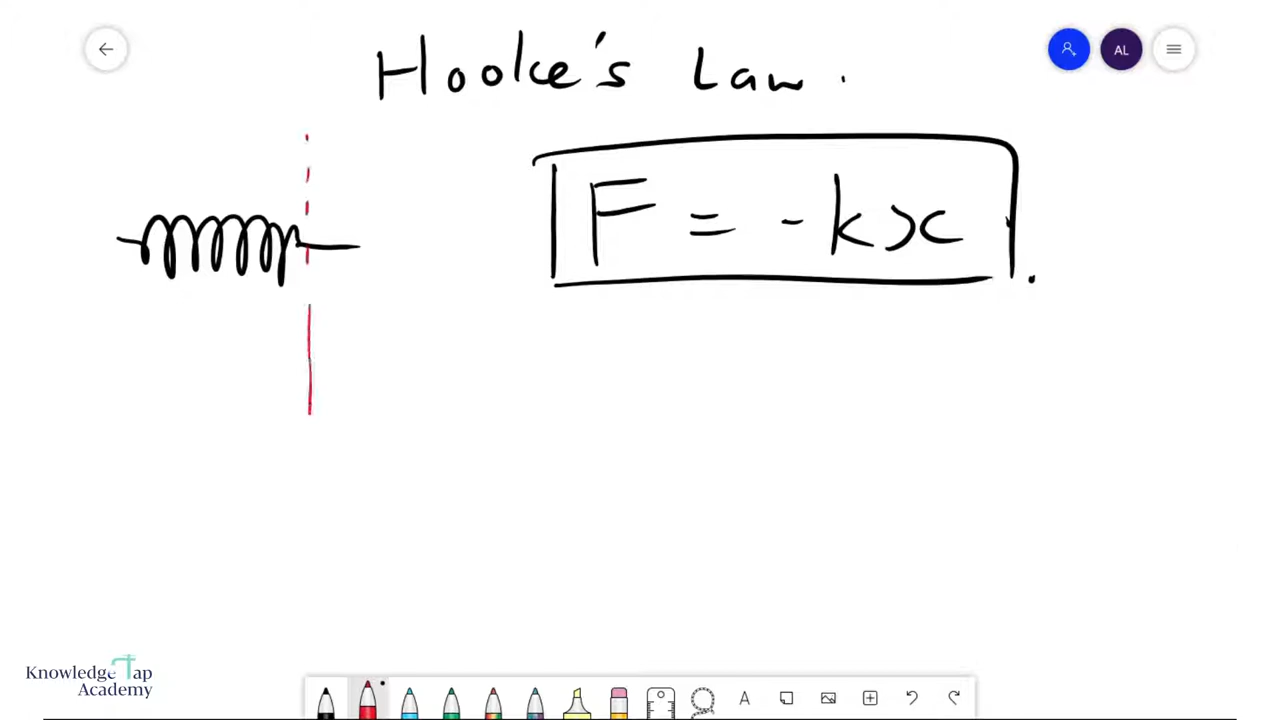 Hooke's Law.
F = -kx
AL
Knowledge Tap
Academy
A